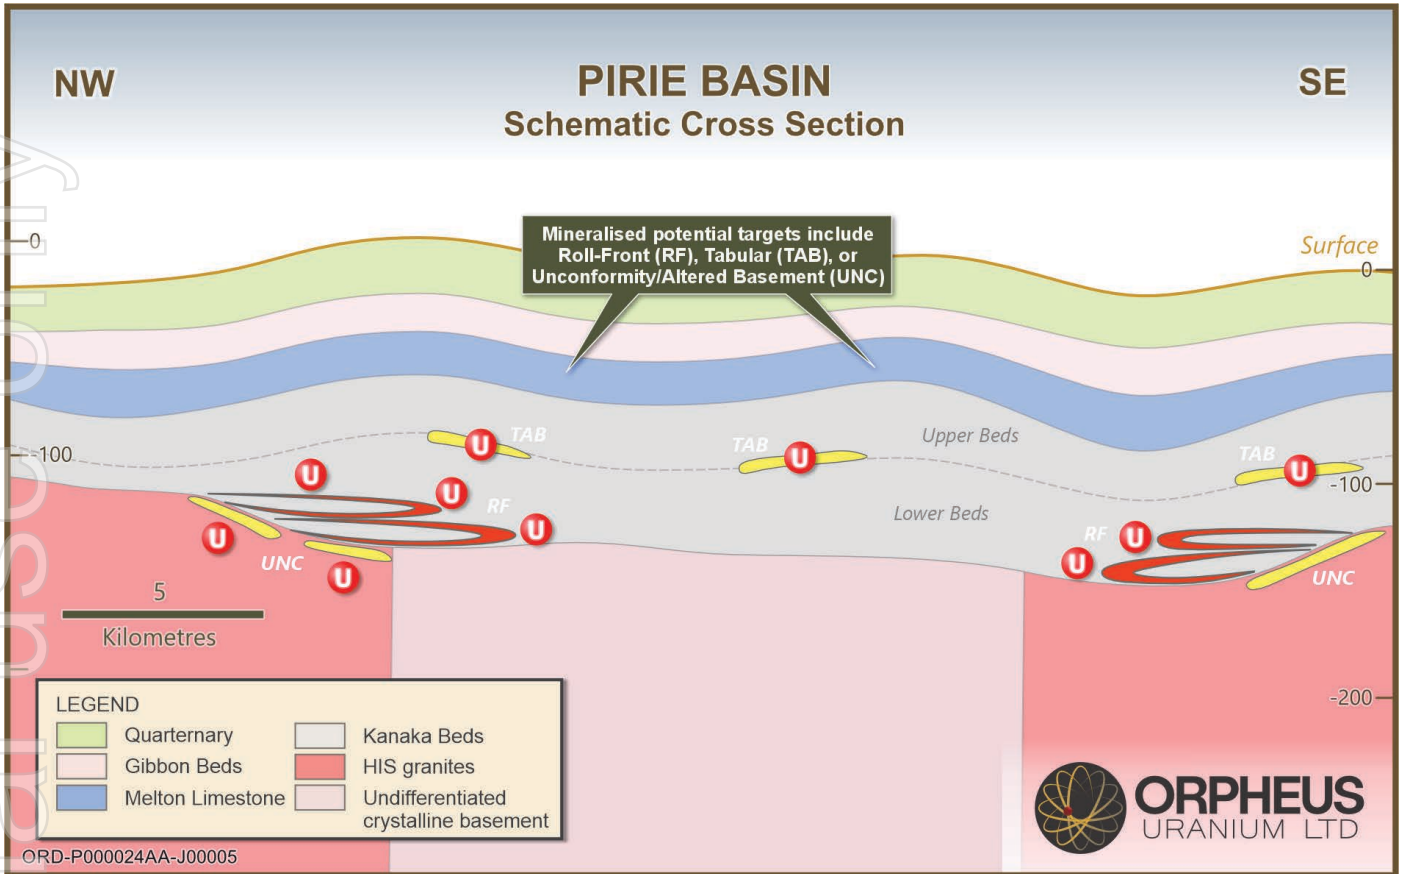 NW
PIRIE BASIN
SE
Schematic Cross Section
Mineralised potential targets include
Roll-Front (RF), Tabular (TAB), or
Unconformity/Altered Basement (UNC)
0
Surface
0
Upper Beds
TAB
U
TAB
U
TAB
U
-100
-100
U
U
RF
U
Lower Beds
RF
U
U
U
UNC
U
UNC
5
Kilometres
-200
LEGEND
Quarternary
Gibbon Beds
Melton Limestone
Kanaka Beds
HIS granites
Undifferentiated
crystalline basement
ORPHEUS
URANIUM LTD
ORD-P000024AA-J00005